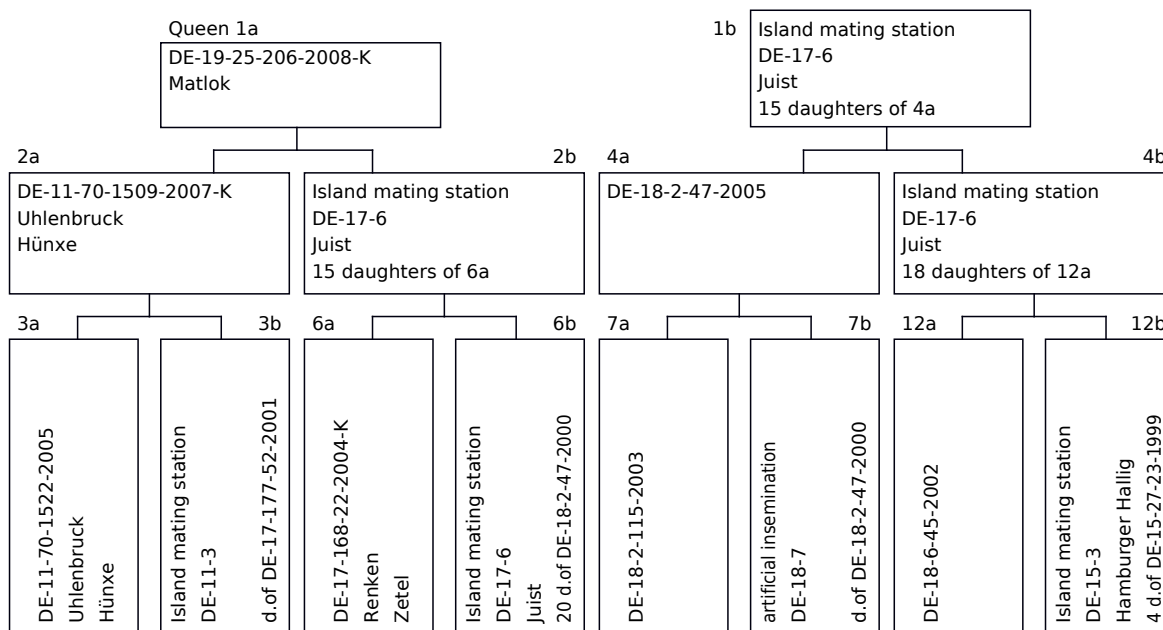 Queen 1a
DE-19-25-206-2008-K
Matlok
1b
Island mating station
DE-17-6
Juist
15 daughters of 4a
2a
DE-11-70-1509-2007-K
Uhlenbruck
Hünxe
2b
Island mating station
DE-17-6
Juist
15 daughters of 6a
4a
DE-18-2-47-2005
4b
Island mating station
DE-17-6
Juist
18 daughters of 12a
3a
DE-11-70-1522-2005
Uhlenbruck
Hünxe
3b
Island mating station
DE-11-3
d.of DE-17-177-52-2001
6a
DE-17-168-22-2004-K
Renken
Zetel
6b
Island mating station
DE-17-6
Juist
20 d.of DE-18-2-47-2000
7a
DE-18-2-115-2003
7b
artificial insemination
DE-18-7
d.of DE-18-2-47-2000
12a
DE-18-6-45-2002
12b
Island mating station
DE-15-3
Hamburger Hallig
4 d.of DE-15-27-23-1999